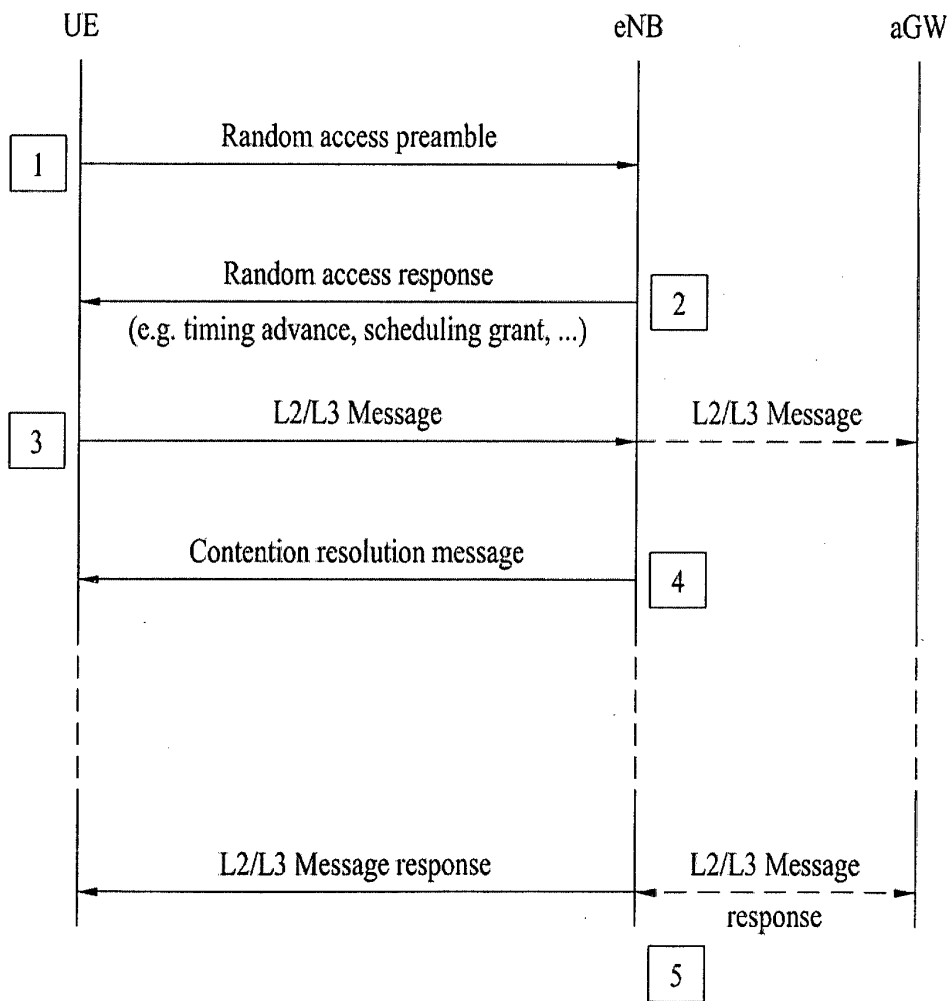 UE eNB aGW
Random access preamble
1
Random access response
2
(e.g. timing advance, scheduling grant, ...)
L2/L3 Message L2/L3 Message
3
Contention resolution message
4
L2/L3 Message response L2/L3 Message
response
5